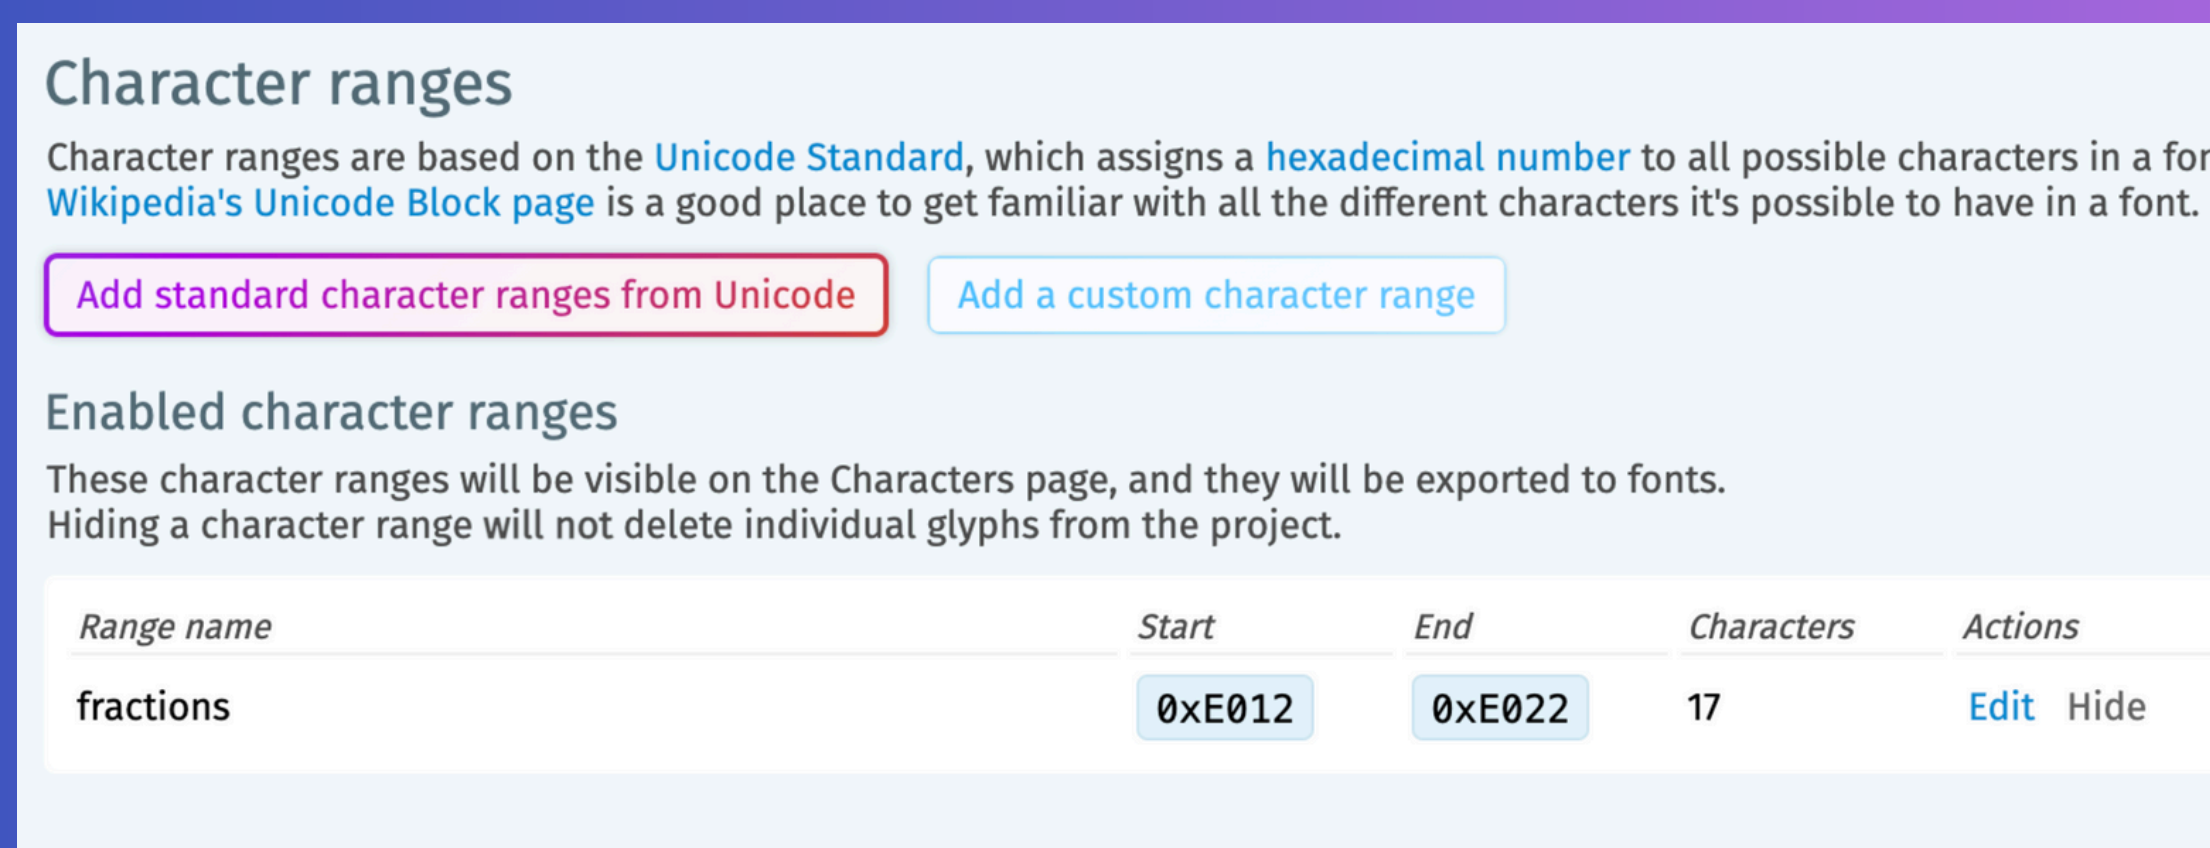 Character ranges
Character ranges are based on the Unicode Standard, which assigns a hexadecimal number to all possible characters in a
Wikipedia's Unicode Block page is a good place to get familiar with all the different characters it's possible to have in a font.
Add standard character ranges from Unicode Add a custom character range
Enabled character ranges
These character ranges will be visible on the Characters page, and they will be exported to fonts.
Hiding a character range will not delete individual glyphs from the project.
Range name Start End Characters Actions
fractions 0xE012 0xE022 17 Edit Hide